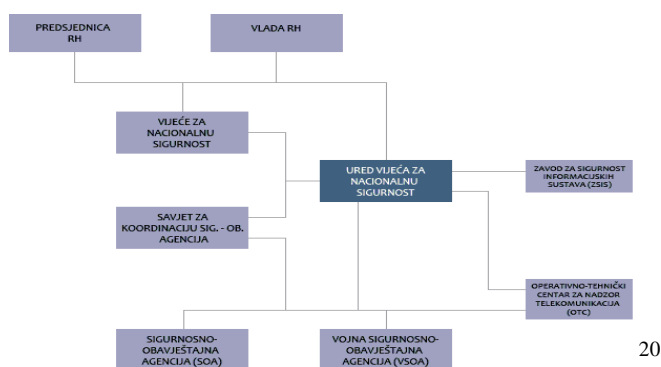 PREDSJEDNICA
RH
VLADA RH
VIJEĆE ZA
NACIONALNU
SIGURNOST
URED VIJEĆA ZA
NACIONALNU
SIGURNOST
ZAVOD ZA SIGURNOST
INFORMACIJSKIH
SUSTAVA (ZSIS)
SAVJET ZA
KOORDINACIJU SIG. - OB.
AGENCIJA
OPERATIVNO-TEHNIČKI
CENTAR ZA NADZOR
TELEKOMUNIKACIJA
(OTC)
SIGURNOSNO-
OBAVJEŠTAJNA
AGENCIJA (SOA)
VOJNA SIGURNOSNO-
OBAVJEŠTAJNA
AGENCIJA (VSOA)
20